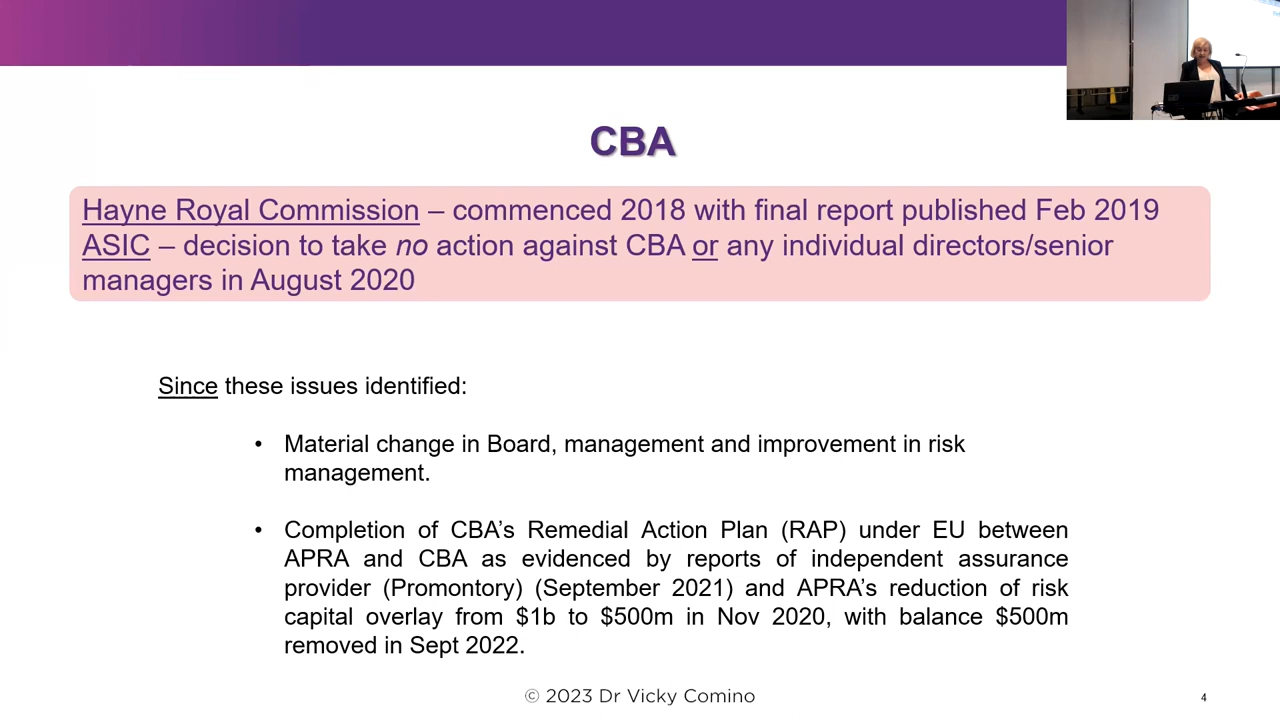 CBA
Hayne Royal Commission – commenced 2018 with final report published Feb 2019
ASIC – decision to take no action against CBA or any individual directors/senior
managers in August 2020
Since these issues identified:
• Material change in Board, management and improvement in risk
management.
• Completion of CBA’s Remedial Action Plan (RAP) under EU between
APRA and CBA as evidenced by reports of independent assurance
provider (Promontory) (September 2021) and APRA’s reduction of risk
capital overlay from $1b to $500m in Nov 2020, with balance $500m
removed in Sept 2022.
© 2023 Dr Vicky Comino
4